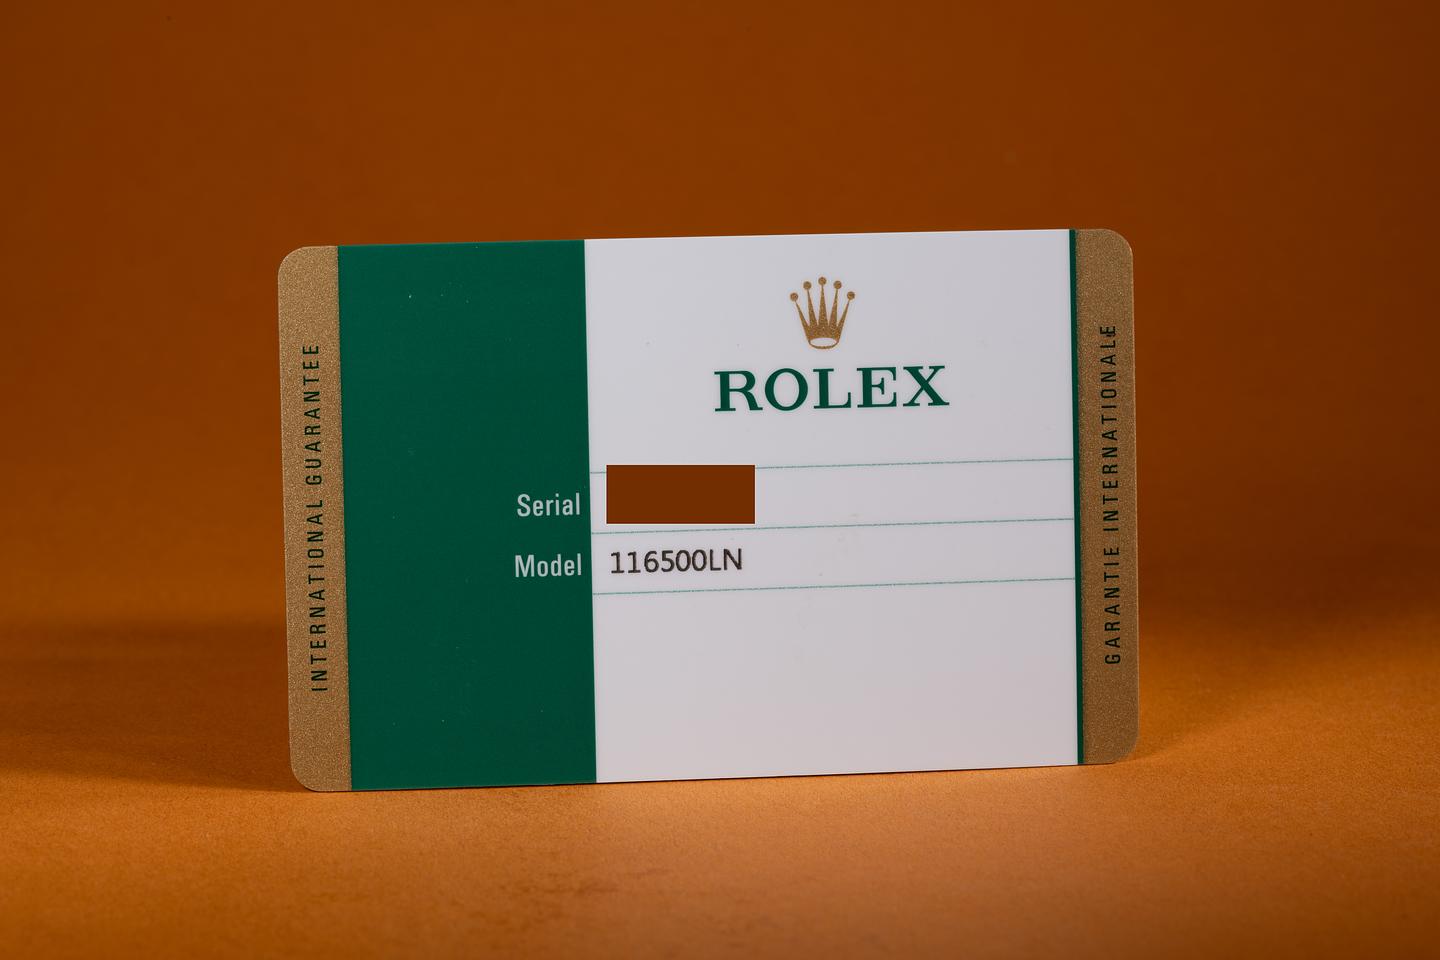 INTERNATIONAL GUARANTEE
ROLEX
Serial
Model 116500LN
GARANTIE INTERNATIONALE